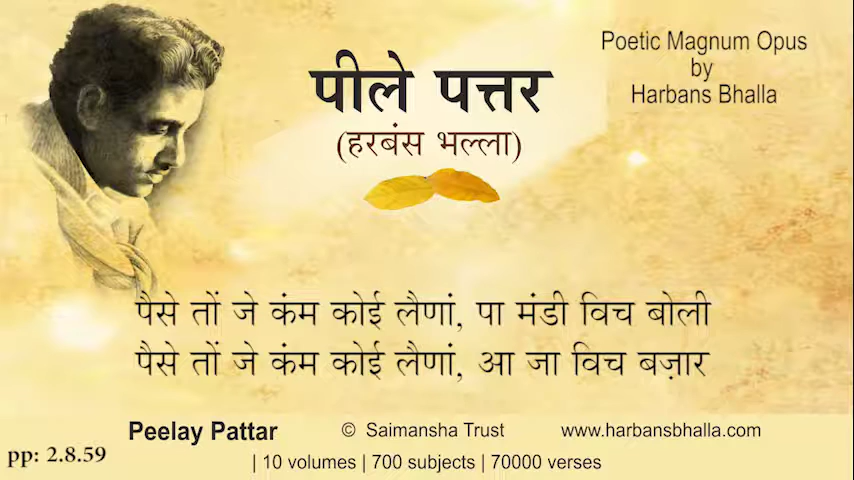 Poetic Magnum Opus
by
Harbans Bhalla
पीले पत्तर
(हरबंस भल्ला)
पैसे तों जे कंम कोई लैणां, पा मंडी विच बोली
पैसे तों जे कंम कोई लैणां, आ जा विच बज़ार
Peelay Pattar © Saimansha Trust www.harbansbhalla.com
pp: 2.8.59
| 10 volumes | 700 subjects | 70000 verses